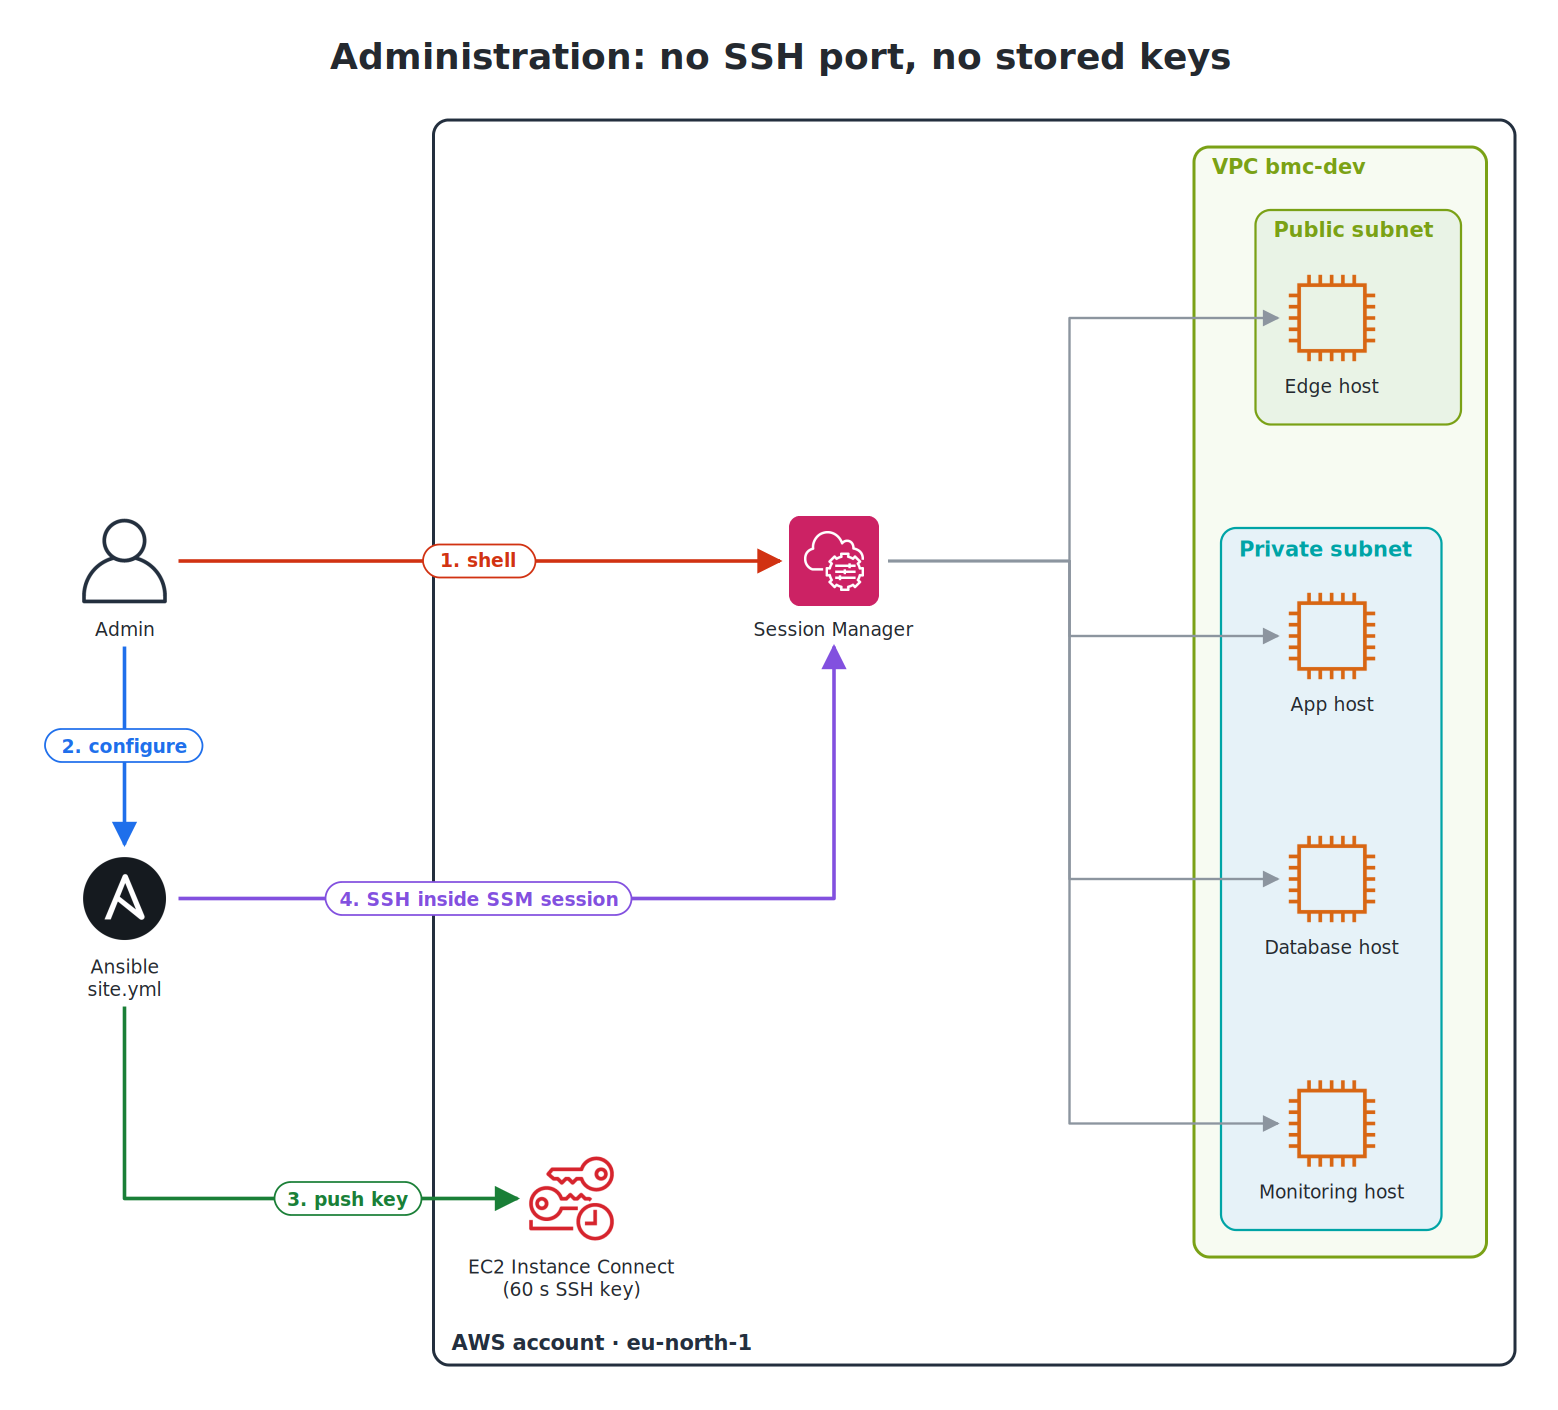 Administration: no SSH port, no stored keys
VPC bmc-dev
Public subnet
Edge host
1. shell
Admin
Session Manager
Private subnet
App host
2. configure
4. SSH inside SSM session
Ansible
site.yml
Database host
3. push key
Monitoring host
EC2 Instance Connect
(60 s SSH key)
AWS account · eu-north-1